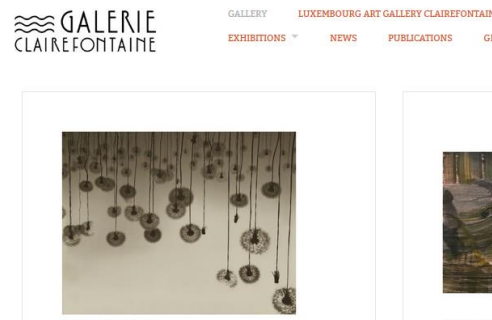 GALERIE
CLAIREFONTAINE
GALLERY LUXEMBOURG ART GALLERY CLAIREFONTAIN
EXHIBITIONS NEWS PUBLICATIONS